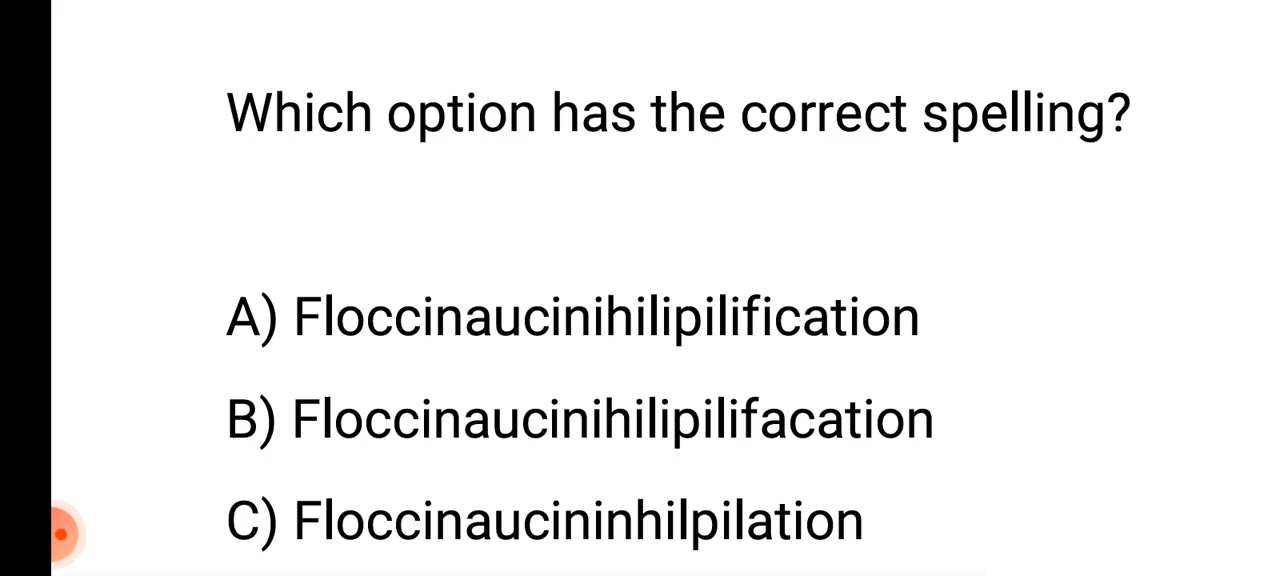 Which option has the correct spelling?
A) Floccinaucinihilipilification
B) Floccinaucinihilipilifacation
C) Floccinaucininhilpilation